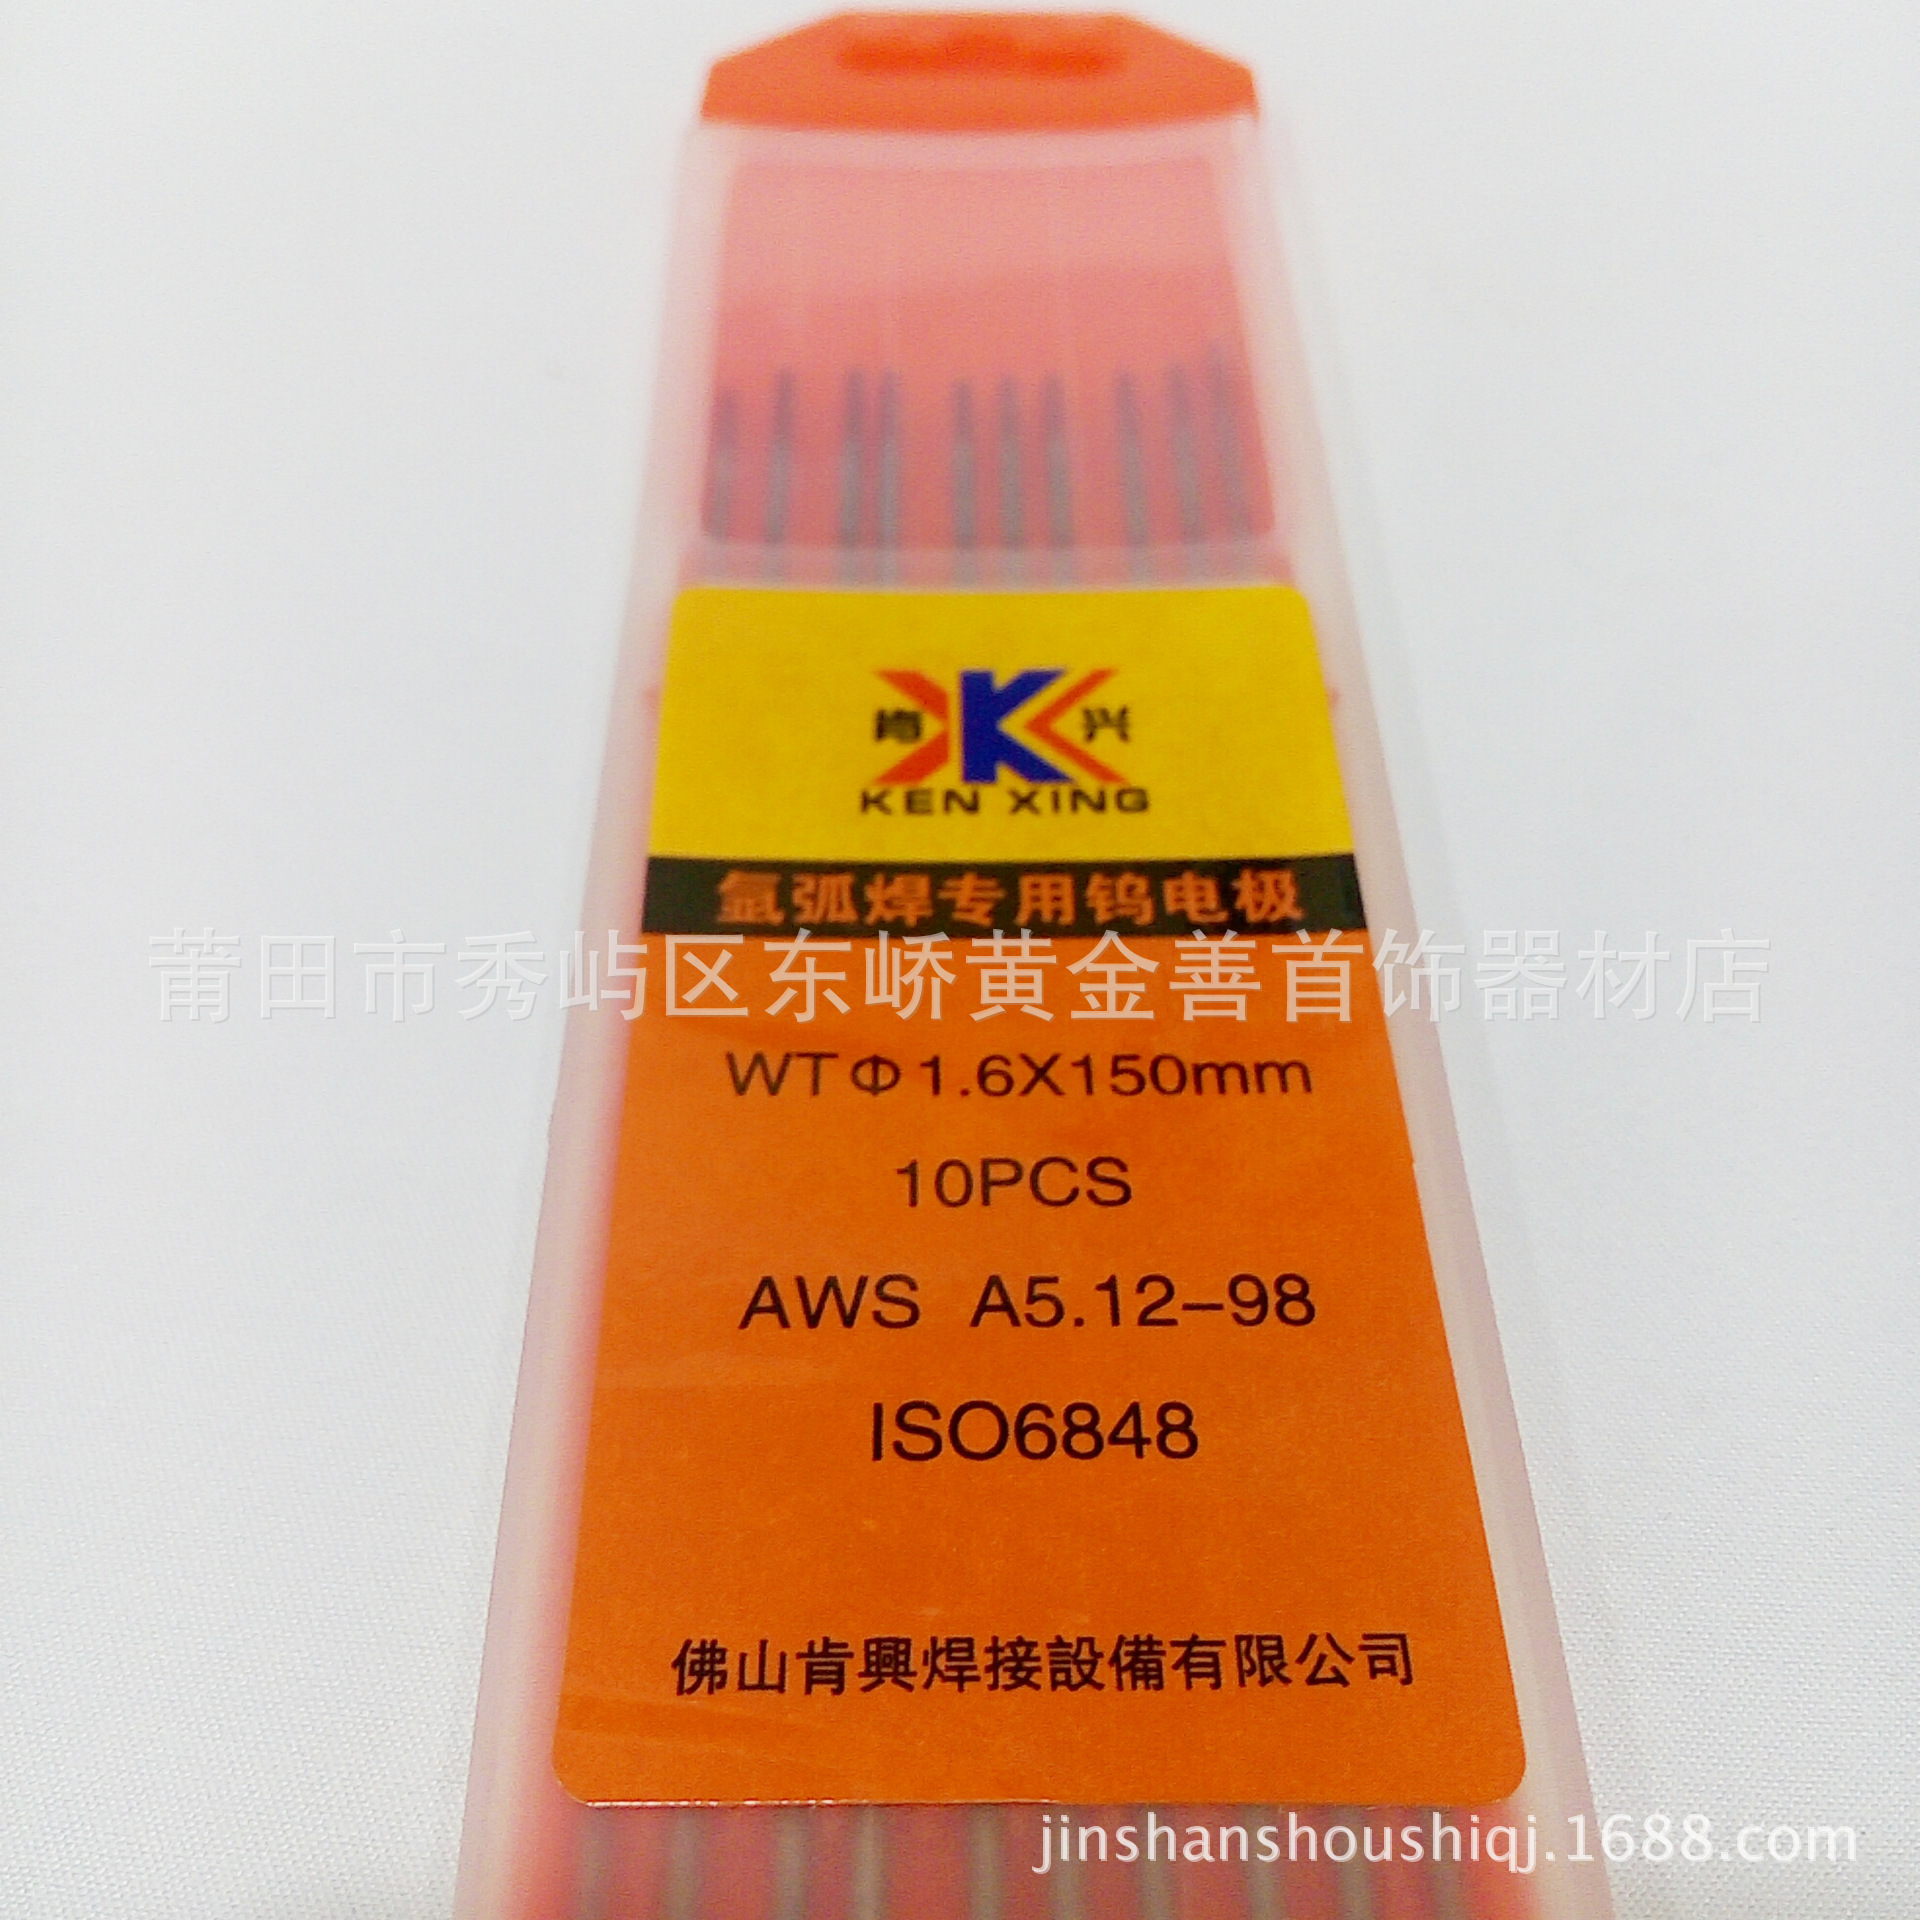 肯 K 兴
KEN XING
氩弧焊专用钨电极
莆田市秀屿区东峤黄金善首饰器材店
WTΦ1.6X150mm
10PCS
AWS A5.12-98
ISO6848
佛山肯興焊接設備有限公司
jinshanshoushiqj.1688.com